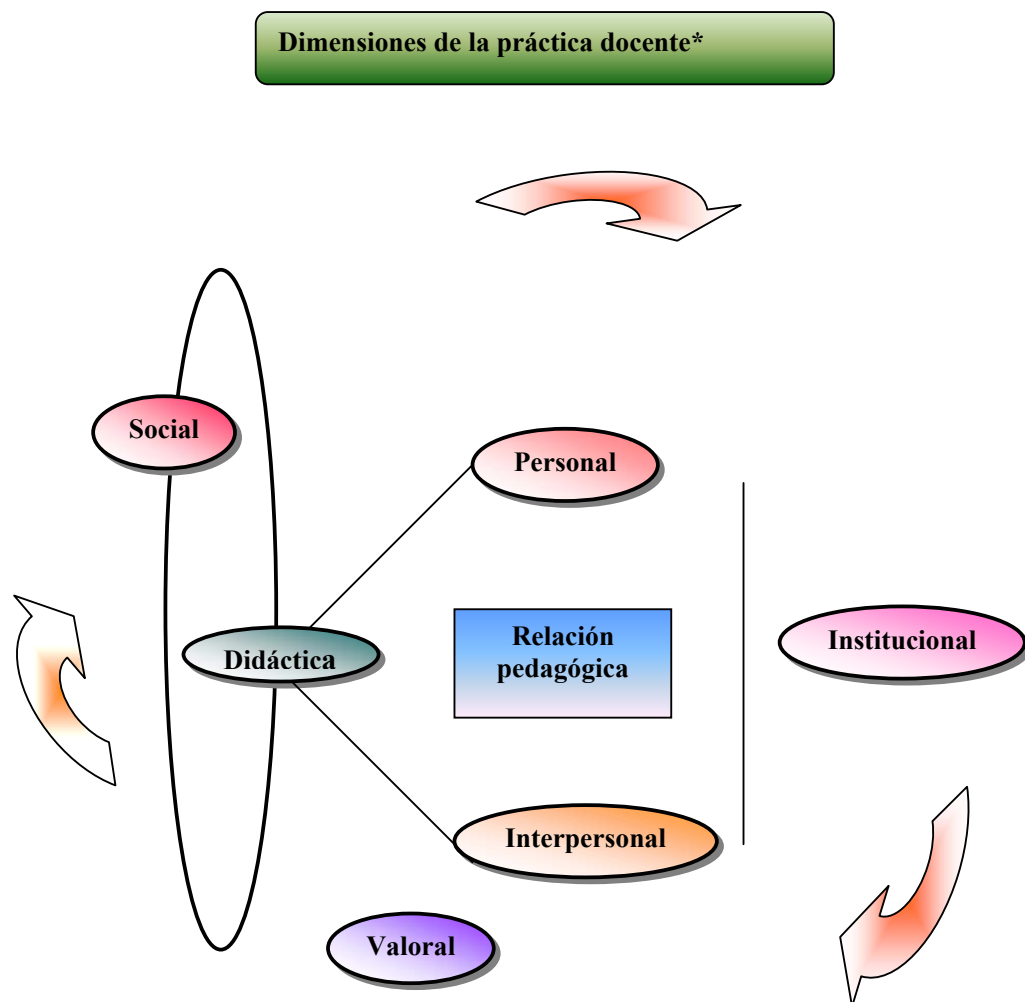 Dimensiones de la práctica docente*
Social
Personal
Relación
pedagógica
Institucional
Didáctica
Interpersonal
Valoral